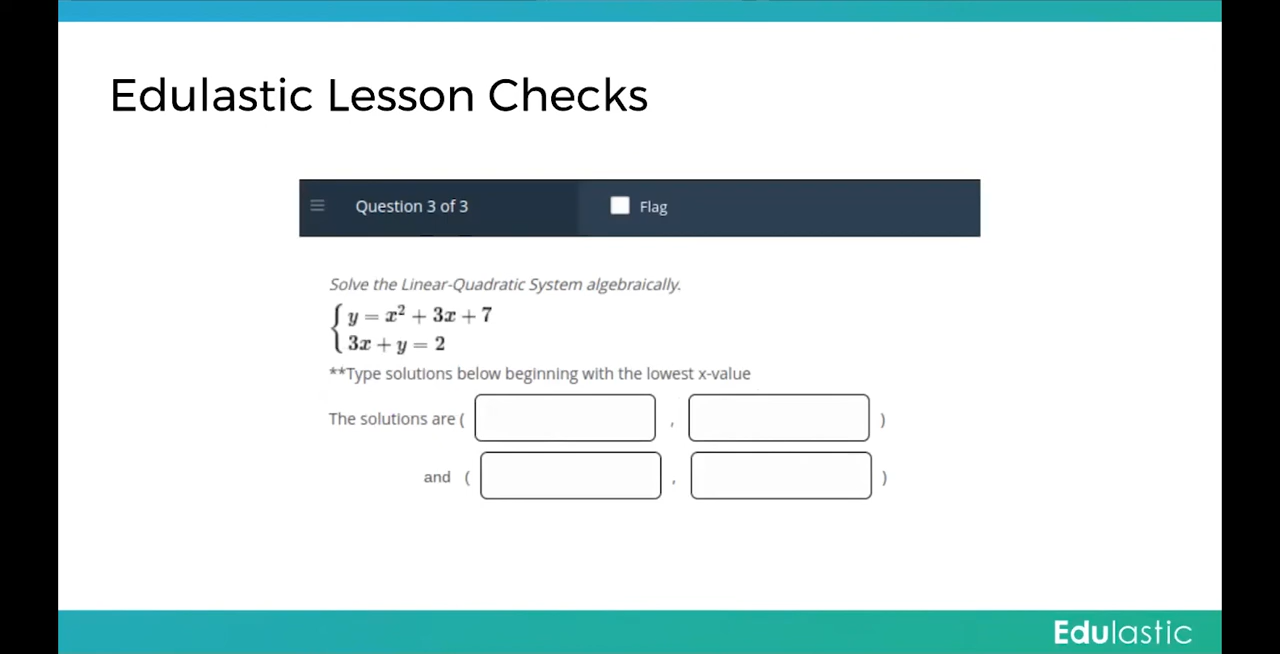 Edulastic Lesson Checks
Question 3 of 3
Flag
Solve the Linear-Quadratic System algebraically.
y = x² + 3x + 7
3x + y = 2
**Type solutions below beginning with the lowest x-value
The solutions are ( , )
and ( , )
Edulastic